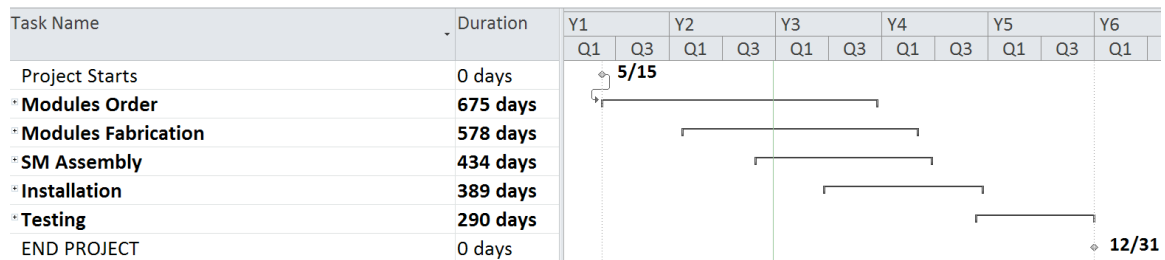 Task Name Duration Y1 Y2 Y3 Y4 Y5 Y6
Q1 Q3 Q1 Q3 Q1 Q3 Q1 Q3 Q1 Q3 Q1
Project Starts 0 days 5/15
Modules Order 675 days
Modules Fabrication 578 days
SM Assembly 434 days
Installation 389 days
Testing 290 days
END PROJECT 0 days 12/31